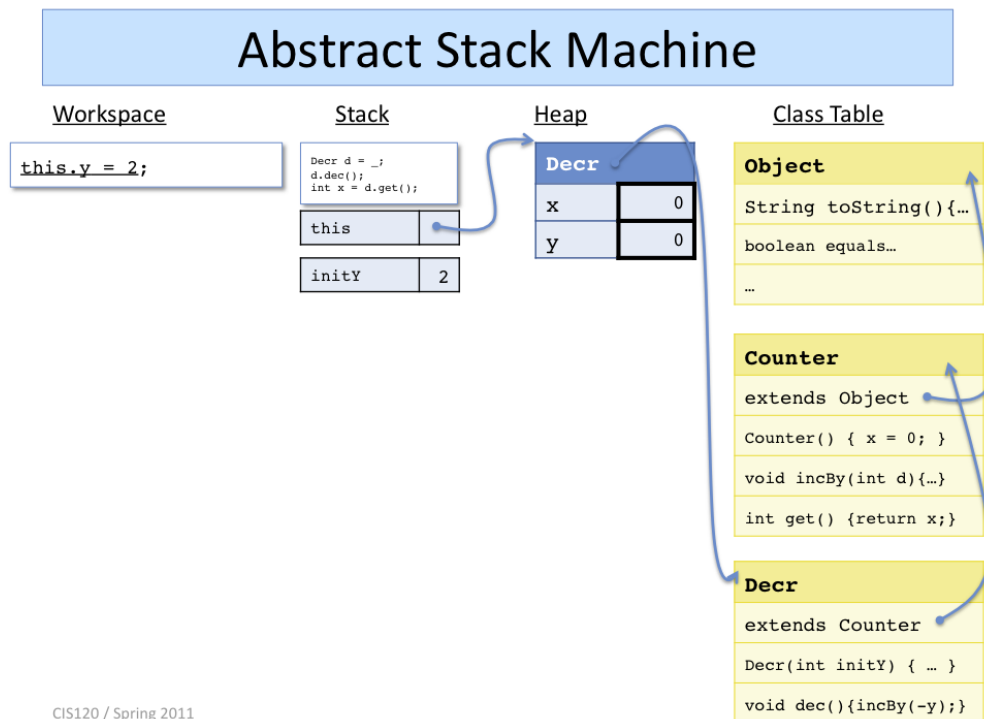 Abstract Stack Machine
Workspace
this.y = 2;
Stack
Decr d = _;
d.dec();
int x = d.get();
this
initY 2
Heap
Decr
x 0
y 0
Class Table
Object
String toString(){…
boolean equals…
…
Counter
extends Object
Counter() { x = 0; }
void incBy(int d){…}
int get() {return x;}
Decr
extends Counter
Decr(int initY) { … }
void dec(){incBy(-y);}
CIS120 / Spring 2011